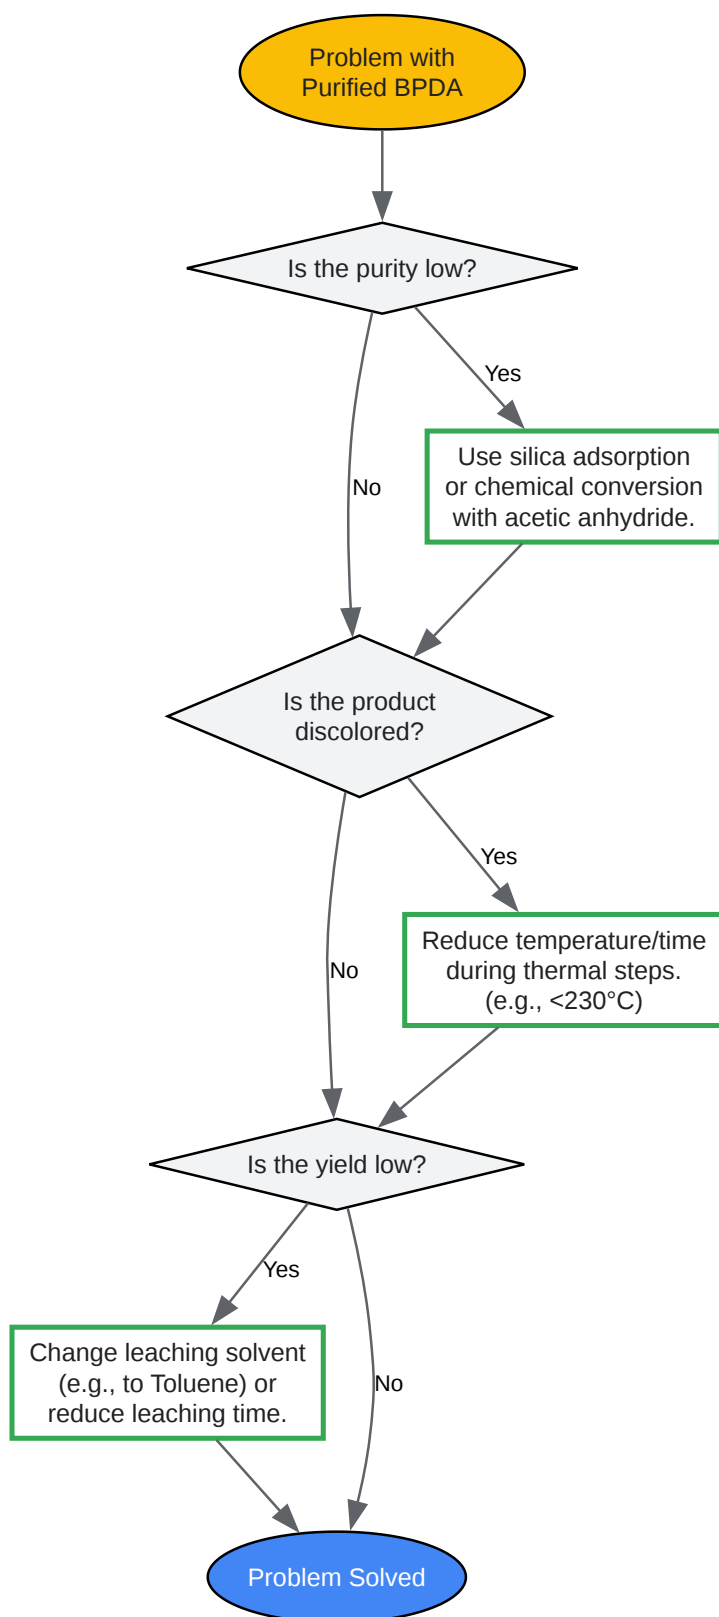 Problem with
Purified BPDA
Is the purity low?
Yes
Use silica adsorption
or chemical conversion
with acetic anhydride.
No
Is the product
discolored?
Yes
Reduce temperature/time
during thermal steps.
(e.g., <230°C)
No
Is the yield low?
Yes
Change leaching solvent
(e.g., to Toluene) or
reduce leaching time.
No
Problem Solved